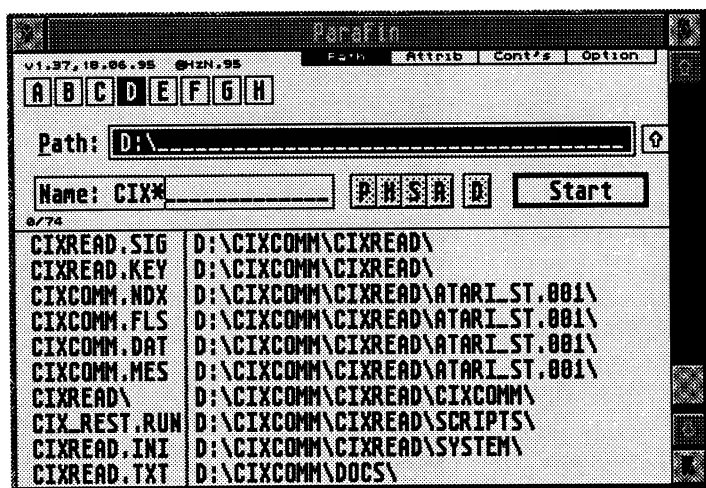 ParaFin
V1.37, 18.06.95 @HzN.95 Path Attrib Cont's Option
A B C D E F G H
Path: D:\
Name: CIX* P H S A D Start
0/74
CIXREAD.SIG D:\CIXCOMM\CIXREAD\
CIXREAD.KEY D:\CIXCOMM\CIXREAD\
CIXCOMM.NDX D:\CIXCOMM\CIXREAD\ATARI_ST.001\
CIXCOMM.FLS D:\CIXCOMM\CIXREAD\ATARI_ST.001\
CIXCOMM.DAT D:\CIXCOMM\CIXREAD\ATARI_ST.001\
CIXCOMM.MES D:\CIXCOMM\CIXREAD\ATARI_ST.001\
CIXREAD\ D:\CIXCOMM\CIXREAD\CIXCOMM\
CIX_REST.RUN D:\CIXCOMM\CIXREAD\SCRIPTS\
CIXREAD.INI D:\CIXCOMM\CIXREAD\SYSTEM\
CIXREAD.TXT D:\CIXCOMM\DOCS\